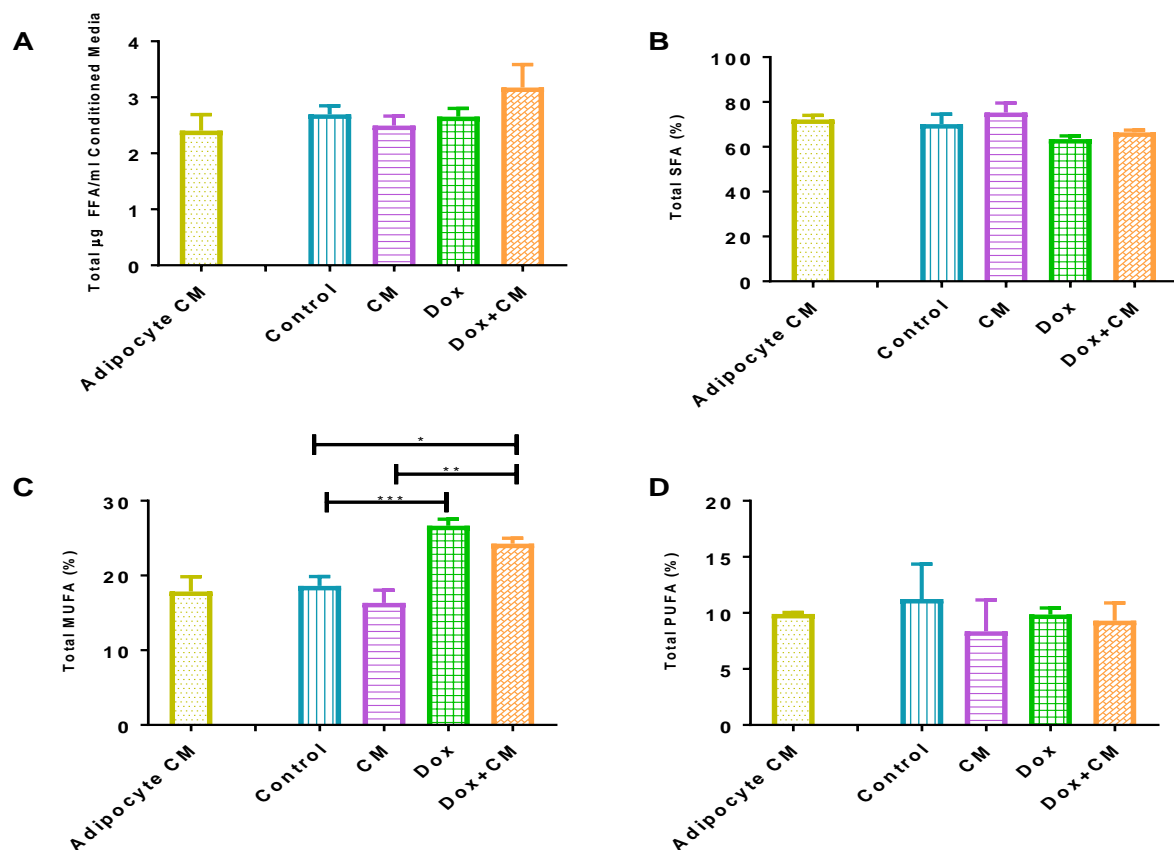 A
Total µg FFA/ml Conditioned Media
4
3
2
1
0
Adipocyte CM
Control
CM
Dox
Dox+CM
B
Total SFA (%)
100
80
60
40
20
0
Adipocyte CM
Control
CM
Dox
Dox+CM
C
*
**
***
Total MUFA (%)
30
20
10
0
Adipocyte CM
Control
CM
Dox
Dox+CM
D
Total PUFA (%)
20
15
10
5
0
Adipocyte CM
Control
CM
Dox
Dox+CM